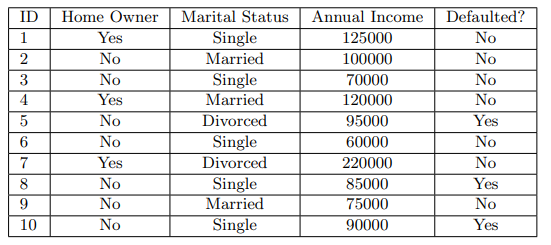 ID Home Owner Marital Status Annual Income Defaulted?
1 Yes Single 125000 No
2 No Married 100000 No
3 No Single 70000 No
4 Yes Married 120000 No
5 No Divorced 95000 Yes
6 No Single 60000 No
7 Yes Divorced 220000 No
8 No Single 85000 Yes
9 No Married 75000 No
10 No Single 90000 Yes